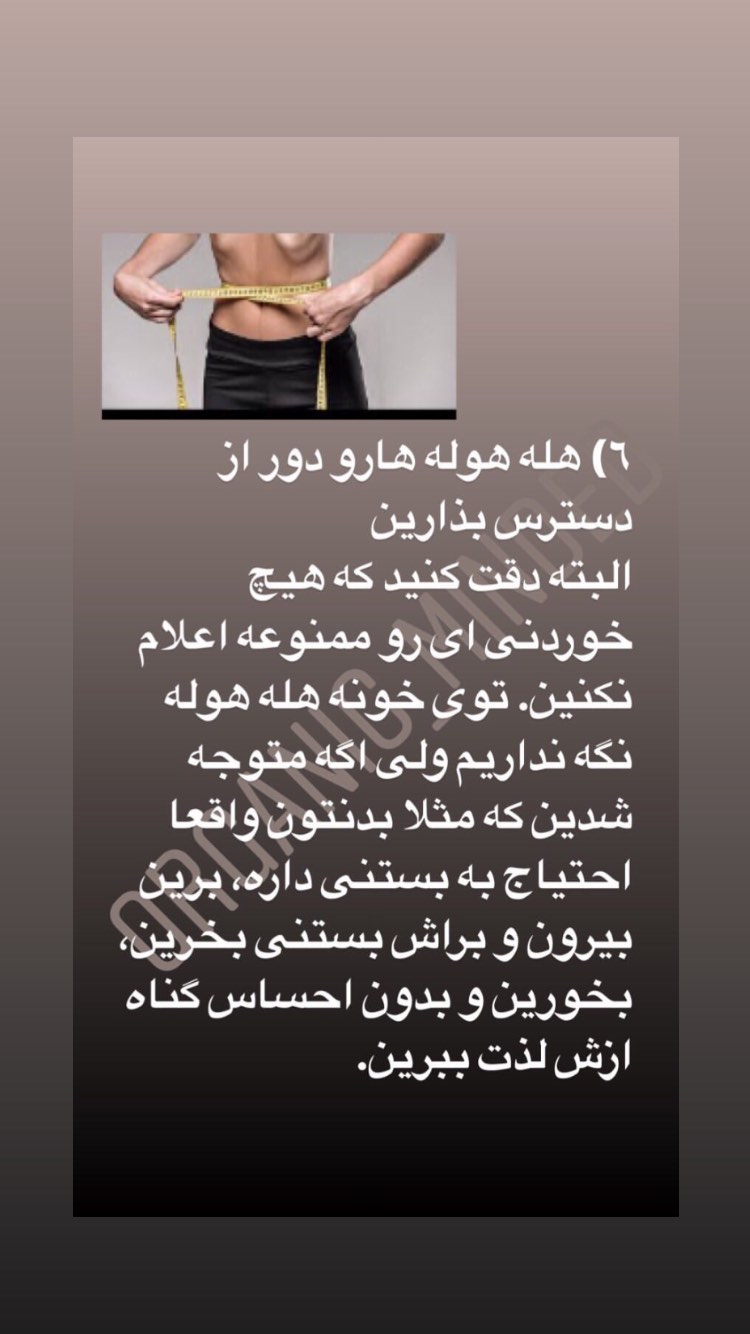 ٦) هله هوله هارو دور از
دسترس بذارین
البته دقت کنید که هیچ
خوردنی ای رو ممنوعه اعلام
نکنین. توی خونه هله هوله
نگه نداریم ولی اگه متوجه
شدین که مثلا بدنتون واقعا
احتیاج به بستنی داره، برین
بیرون و براش بستنی بخرین،
بخورین و بدون احساس گناه
ازش لذت ببرین.